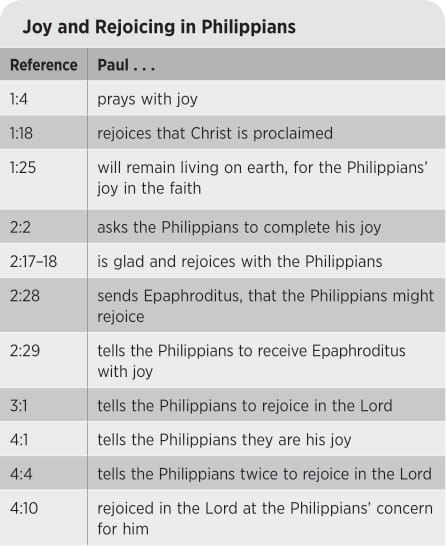 Joy and Rejoicing in Philippians
Reference Paul . . .
1:4 prays with joy
1:18 rejoices that Christ is proclaimed
1:25 will remain living on earth, for the Philippians’
joy in the faith
2:2 asks the Philippians to complete his joy
2:17–18 is glad and rejoices with the Philippians
2:28 sends Epaphroditus, that the Philippians might
rejoice
2:29 tells the Philippians to receive Epaphroditus
with joy
3:1 tells the Philippians to rejoice in the Lord
4:1 tells the Philippians they are his joy
4:4 tells the Philippians twice to rejoice in the Lord
4:10 rejoiced in the Lord at the Philippians’ concern
for him